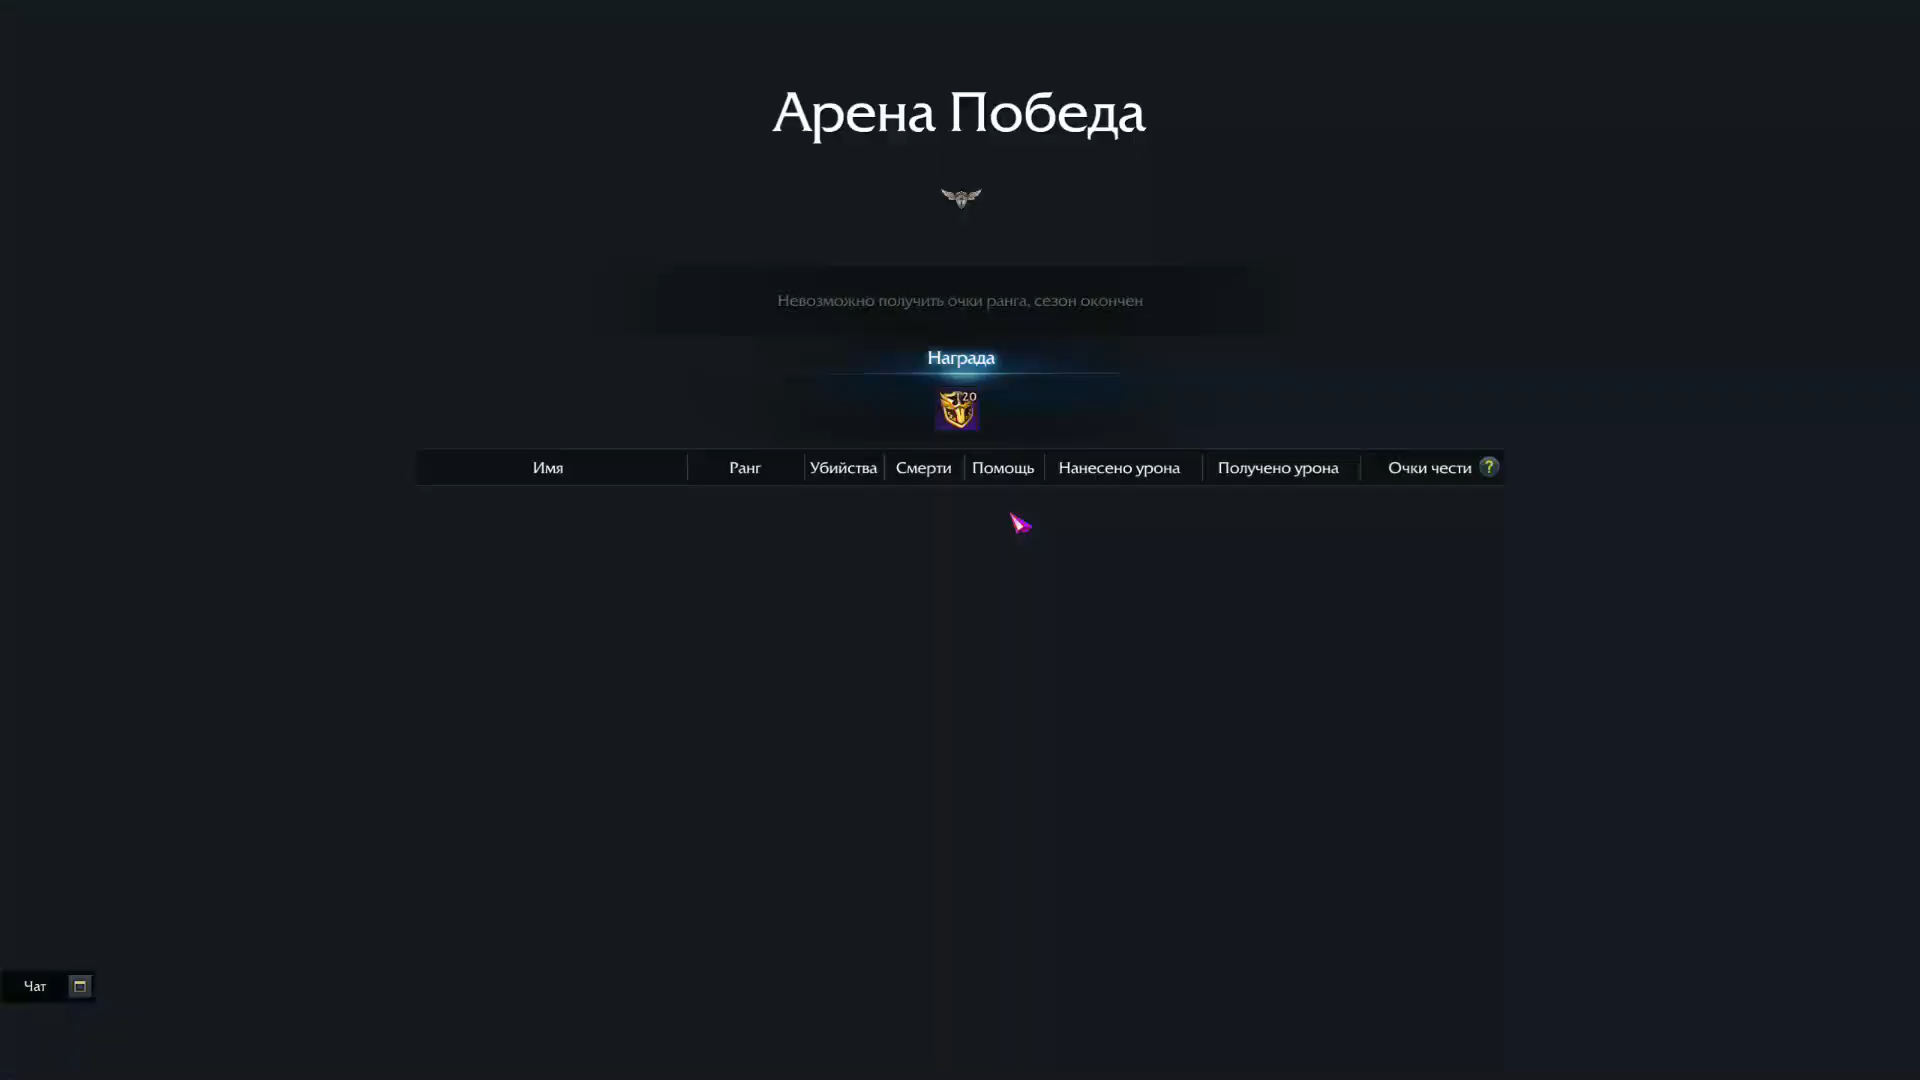 Арена Победа
Невозможно получить очки ранга, сезон окончен
Награда
120
Имя Ранг Убийства Смерти Помощь Нанесено урона Получено урона Очки чести ?
Чат